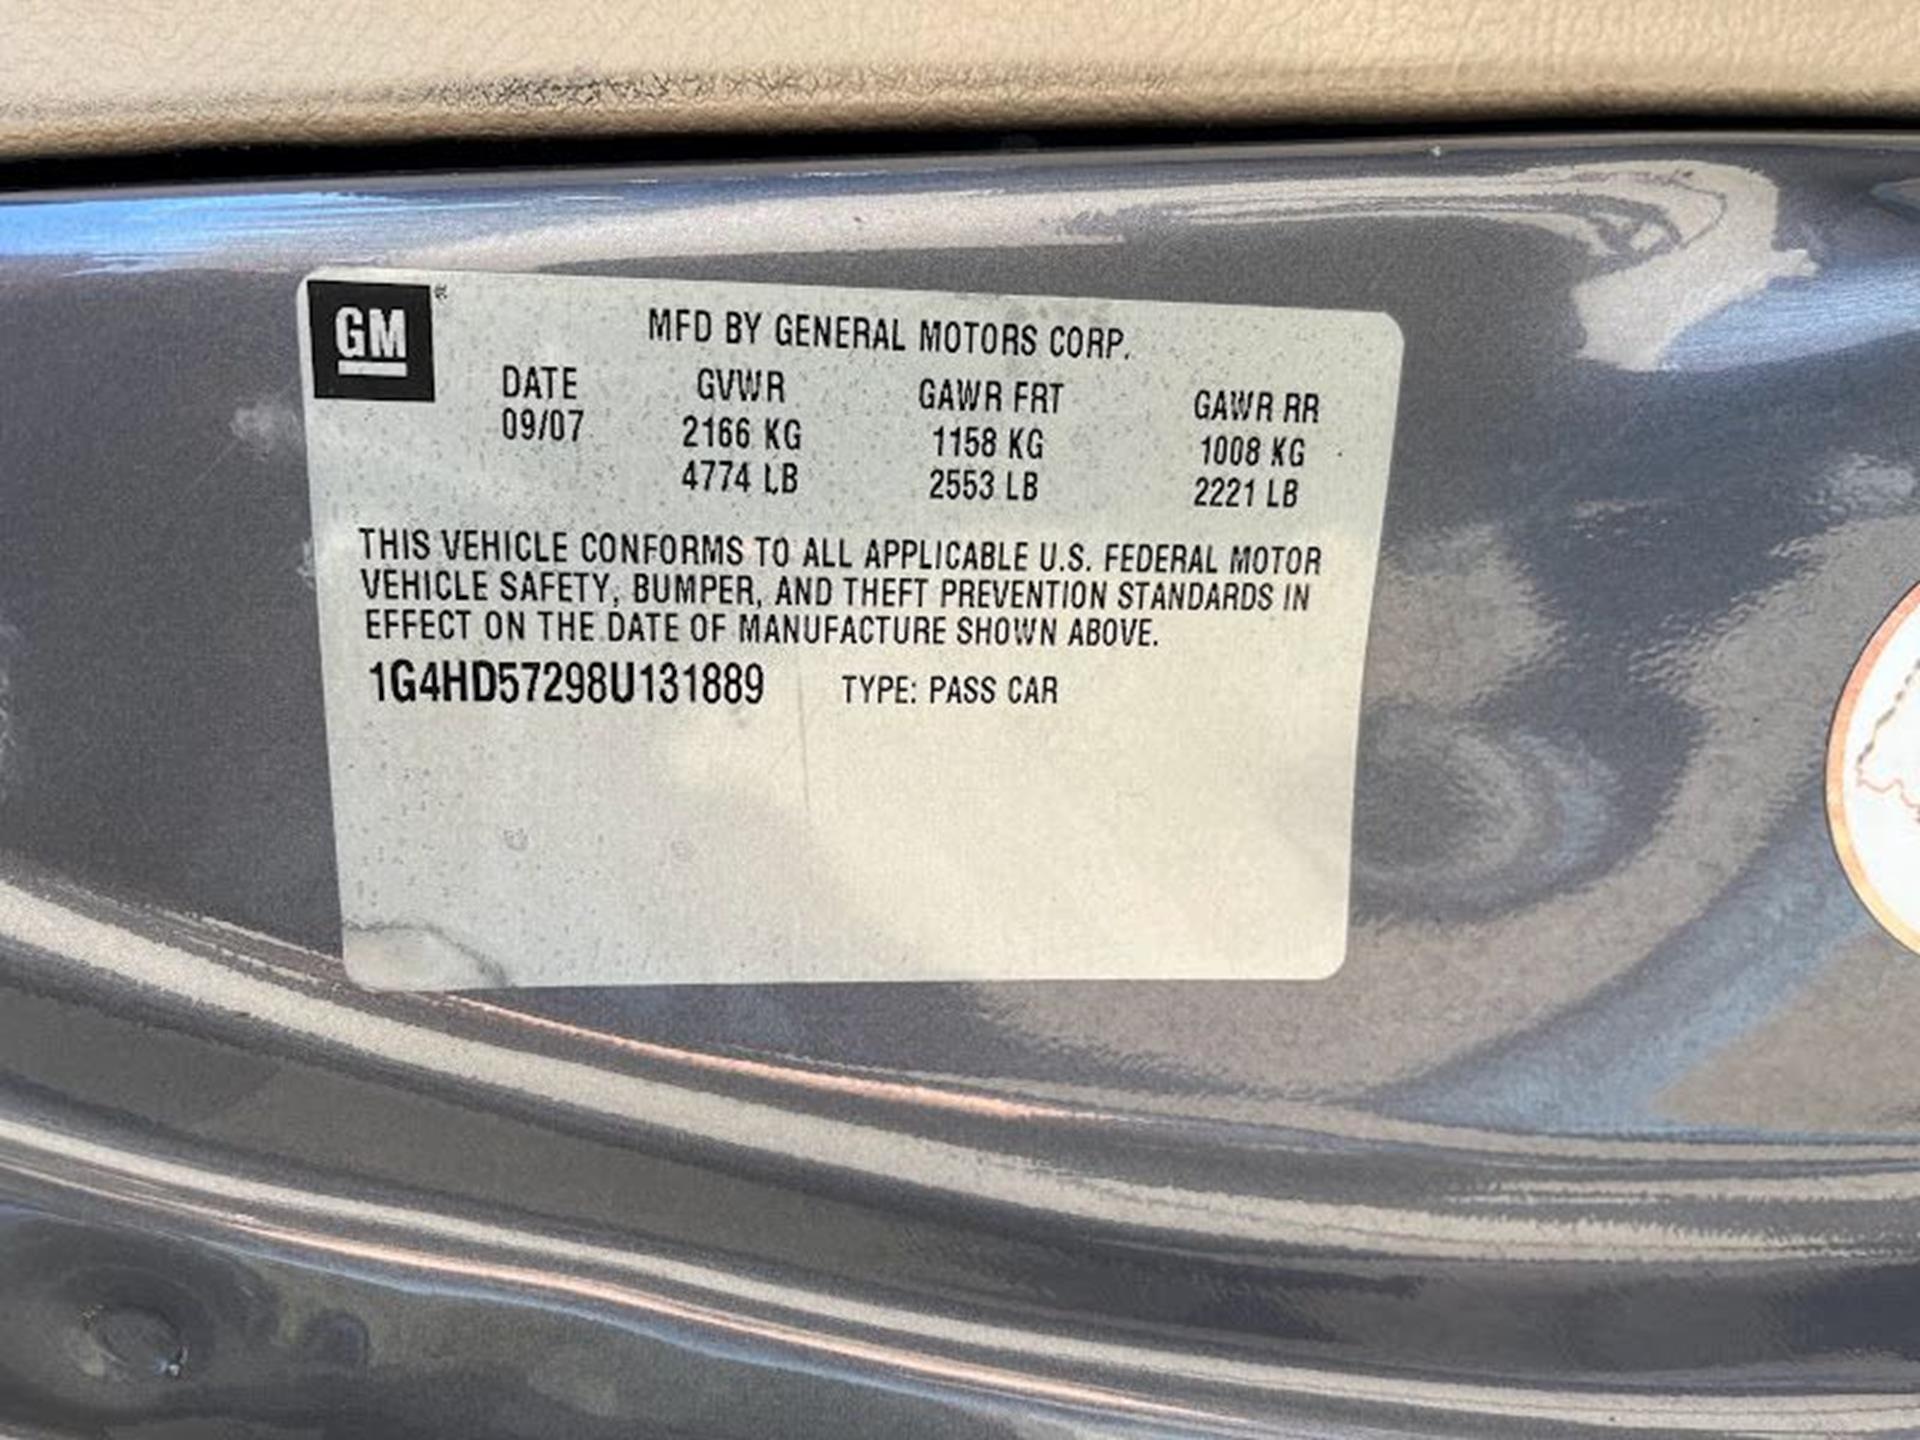 GM
MFD BY GENERAL MOTORS CORP.
DATE GVWR GAWR FRT GAWR RR
09/07 2166 KG 1158 KG 1008 KG
4774 LB 2553 LB 2221 LB
THIS VEHICLE CONFORMS TO ALL APPLICABLE U.S. FEDERAL MOTOR
VEHICLE SAFETY, BUMPER, AND THEFT PREVENTION STANDARDS IN
EFFECT ON THE DATE OF MANUFACTURE SHOWN ABOVE.
1G4HD57298U131889 TYPE: PASS CAR